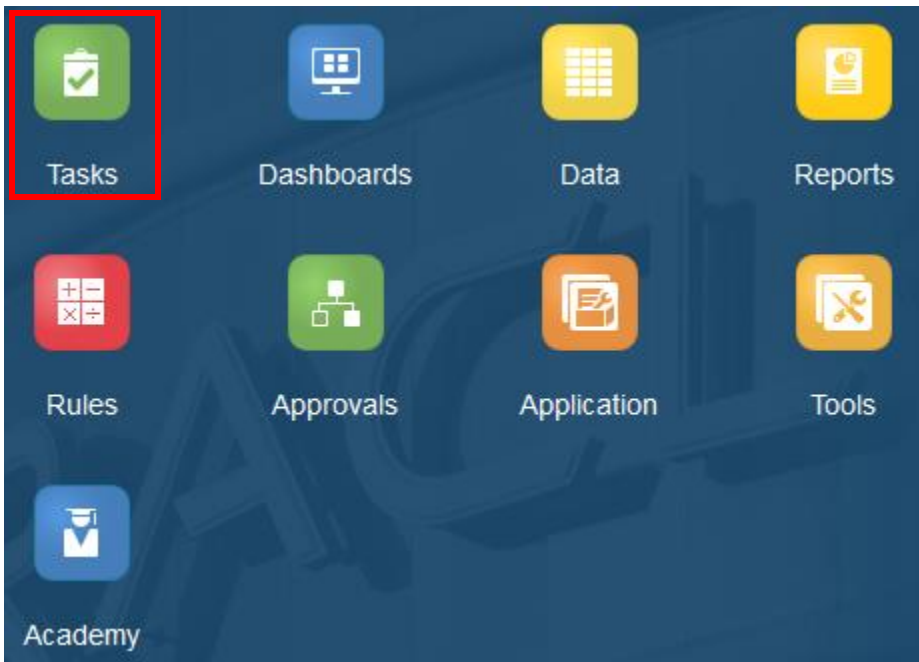 Tasks
Dashboards
Data
Reports
Rules
Approvals
Application
Tools
Academy